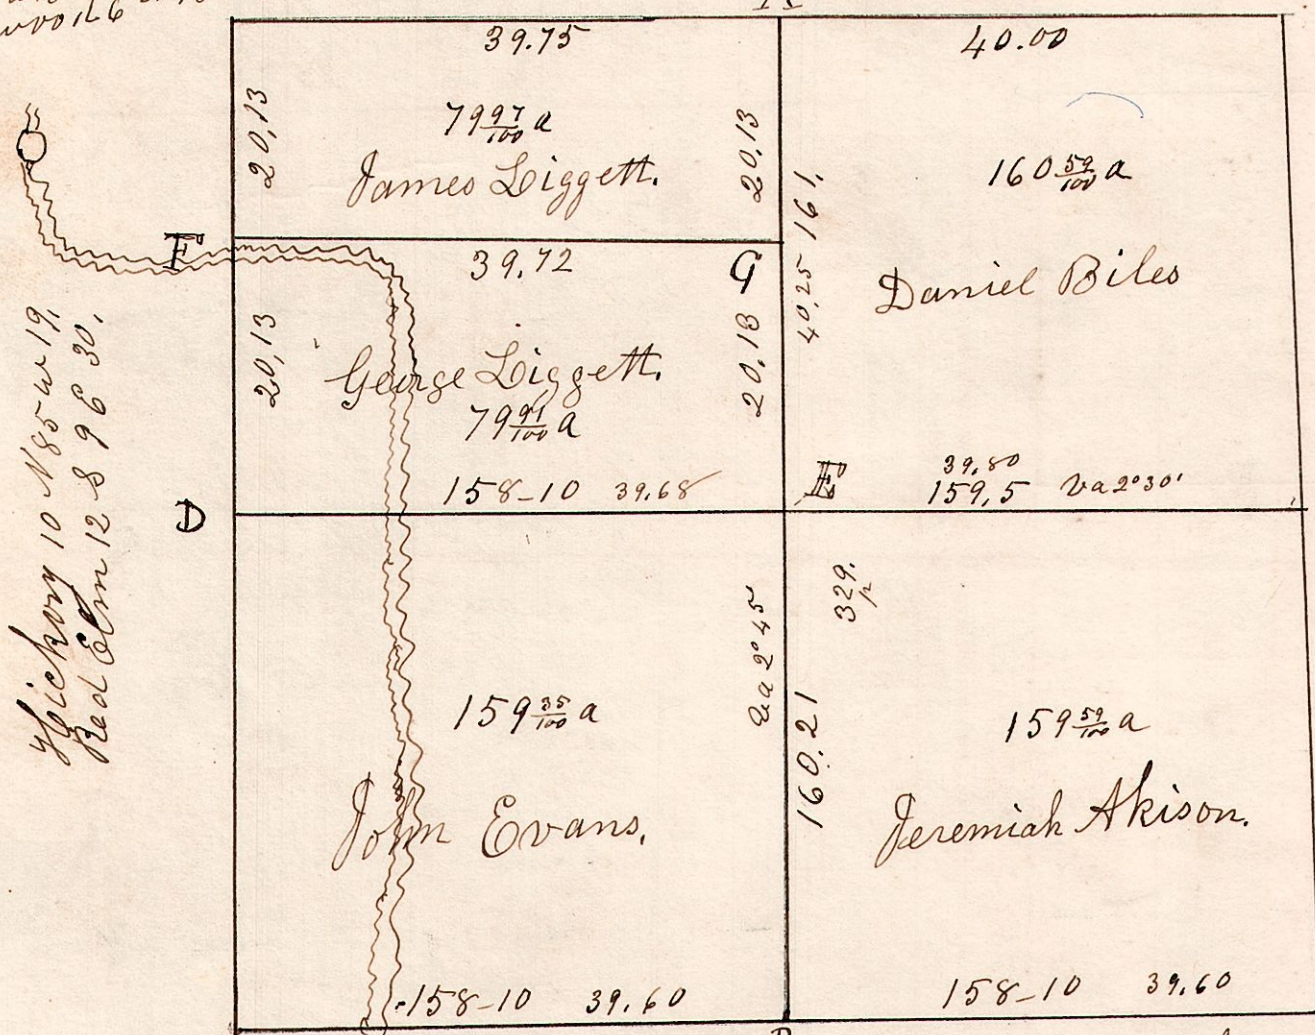 39.75
79 97/100 a
James Liggett.
20,13
20.13
40.00
160 59/100 a
Daniel Biles
40.25 161.
F
39.72
G
George Liggett.
79 91/100 a
20,13
20.13
158-10 39.68
E
39.80
159,5 va 2°30'
Hickory 10 N 85 W 19,
Red Elm 12 S 9 E 30.
D
159 35/100 a
John Evans.
va 2°45
158-10 39.60
329.
160.21
159 59/100 a
Jeremiah Akison.
158-10 39.60